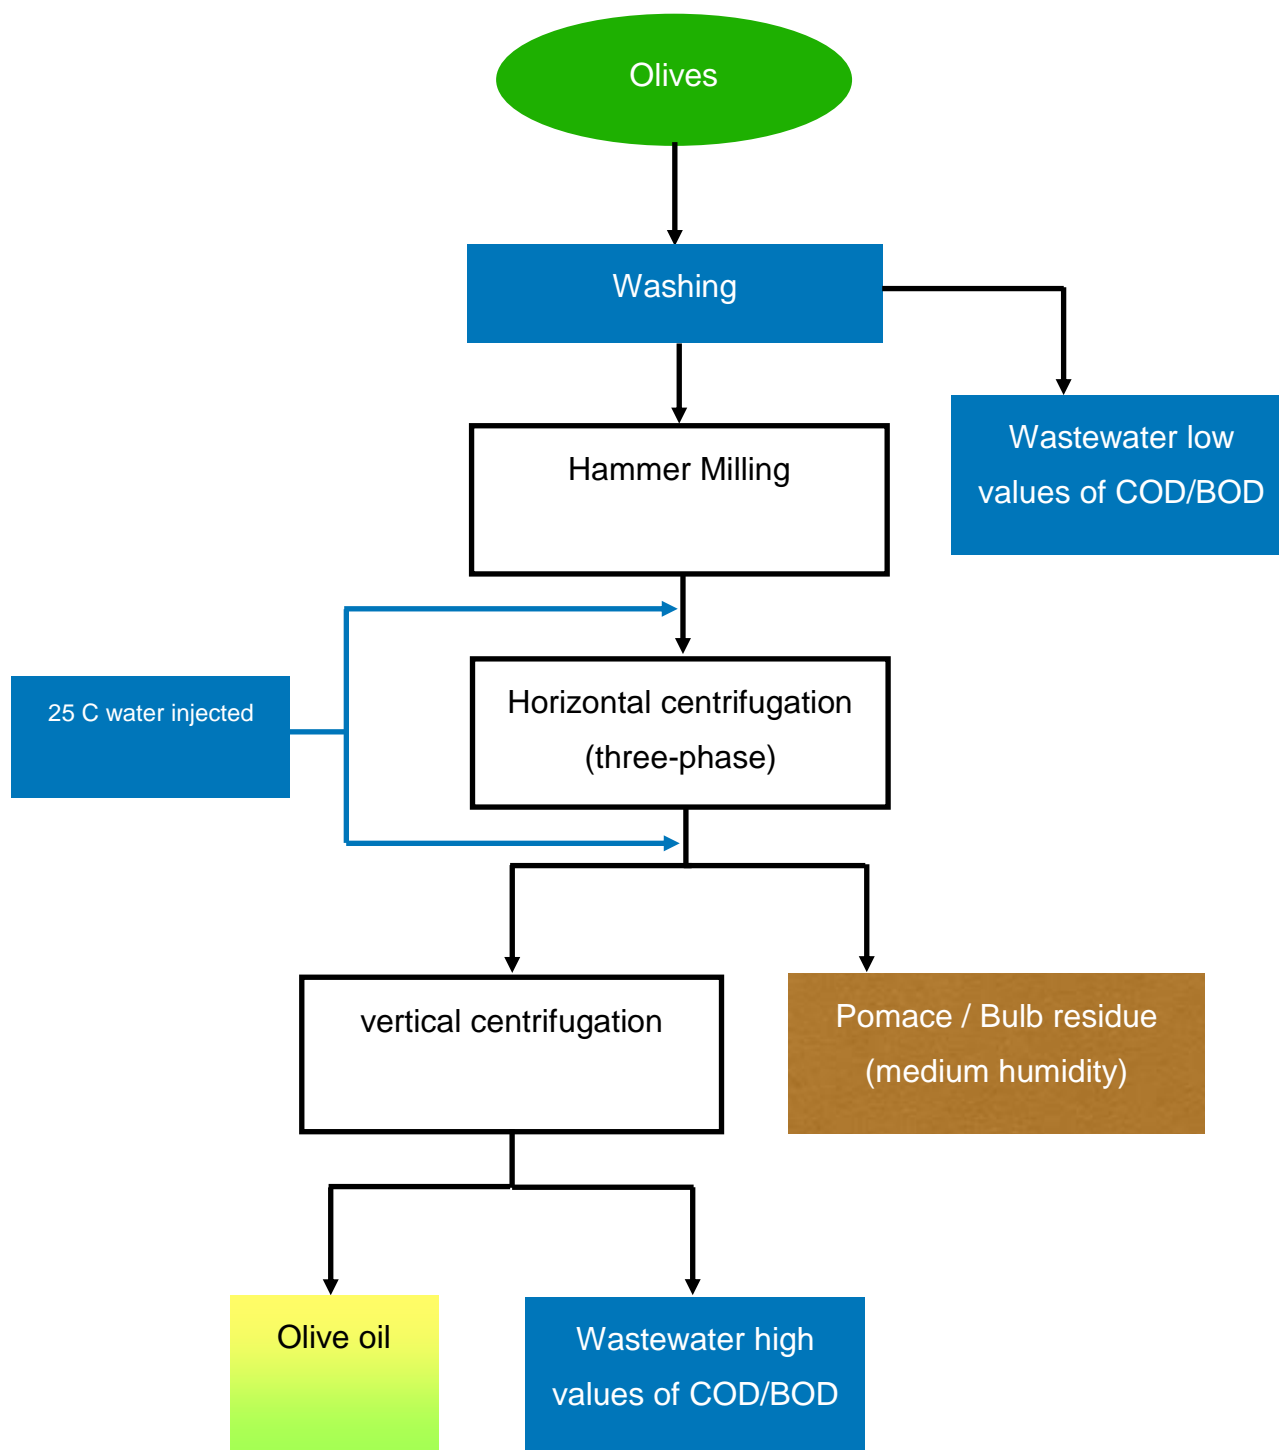 Olives
Washing
Wastewater low
values of COD/BOD
Hammer Milling
25 C water injected
Horizontal centrifugation
(three-phase)
vertical centrifugation
Pomace / Bulb residue
(medium humidity)
Olive oil
Wastewater high
values of COD/BOD